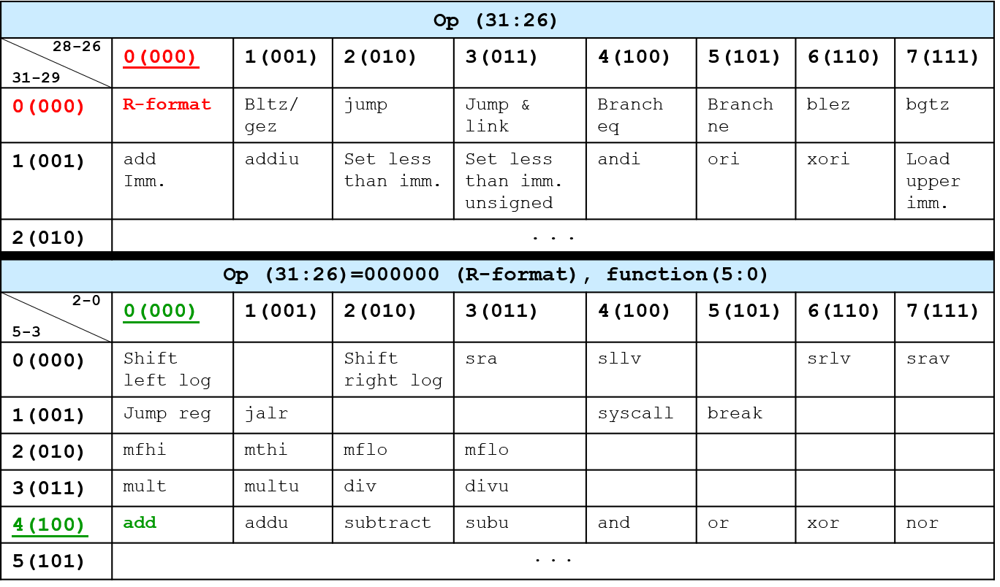 Op (31:26)
28-26
31-29
0(000) 1(001) 2(010) 3(011) 4(100) 5(101) 6(110) 7(111)
0(000) R-format Bltz/ jump Jump & Branch Branch blez bgtz
gez link eq ne
1(001) add addiu Set less Set less andi ori xori Load
Imm. than imm. than imm. upper
unsigned imm.
2(010) . . .
Op (31:26)=000000 (R-format), function(5:0)
2-0
5-3
0(000) 1(001) 2(010) 3(011) 4(100) 5(101) 6(110) 7(111)
0(000) Shift Shift sra sllv srlv srav
left log right log
1(001) Jump reg jalr syscall break
2(010) mfhi mthi mflo mflo
3(011) mult multu div divu
4(100) add addu subtract subu and or xor nor
5(101) . . .